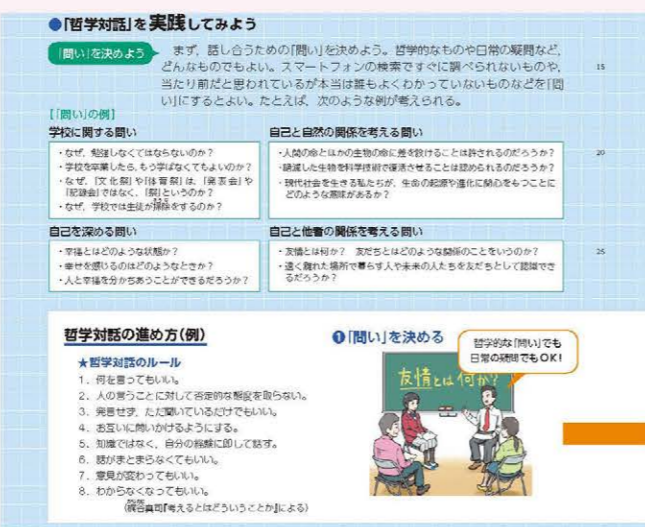 ●「哲学対話」を実践してみよう
「問い」を決めよう
まず，話し合うための「問い」を決めよう。哲学的なものや日常の疑問など，
どんなものでもよい。スマートフォンの検索ですぐに調べられないものや，
当たり前だと思われているが本当は誰もよくわかっていないものなどを「問
い」にするとよい。たとえば，次のような例が考えられる。
15
【「問い」の例】
学校に関する問い
・なぜ，勉強しなくてはならないのか？
・学校を卒業したら，もう学ばなくてもよいのか？
・なぜ，「文化祭」や「体育祭」は，「発表会」や
「記録会」ではなく，「祭」というのか？
・なぜ，学校では生徒が掃除をするのか？
自己と自然の関係を考える問い
・人間の命とほかの生物の命に差を設けることは許されるのだろうか？
・絶滅した生物を科学技術で復活させることは認められるのだろうか？
・現代社会を生きる私たちが，生命の起源や進化に関心をもつことに
どのような意味があるか？
20
自己を深める問い
・幸福とはどのような状態か？
・幸せを感じるのはどのようなときか？
・人と幸福を分かちあうことができるだろうか？
自己と他者の関係を考える問い
・友情とは何か？ 友だちとはどのような関係のことをいうのか？
・遠く離れた場所で暮らす人や未来の人たちを友だちとして認識でき
るだろうか？
25
哲学対話の進め方(例)
★哲学対話のルール
1．何を言ってもいい。
2．人の言うことに対して否定的な態度を取らない。
3．発言せず，ただ聞いているだけでもいい。
4．お互いに問いかけるようにする。
5．知識ではなく，自分の経験に即して話す。
6．話がまとまらなくてもいい。
7．意見が変わってもいい。
8．わからなくなってもいい。
(梶谷真司『考えるとはどういうことか』による)
❶「問い」を決める
哲学的な「問い」でも
日常の疑問でもOK！
友情とは何か？